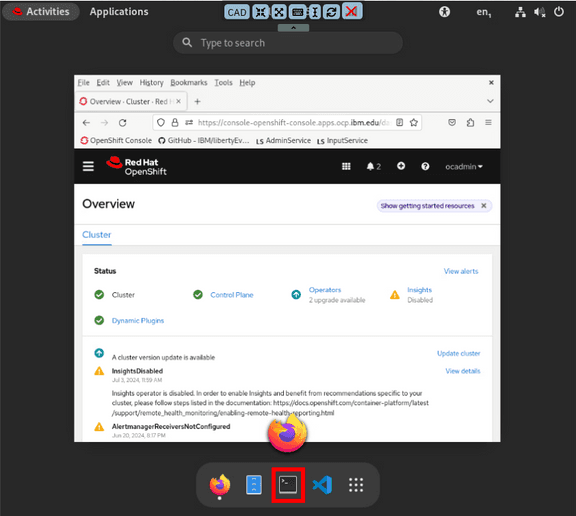 Activities Applications CAD en₁
Type to search
File Edit View History Bookmarks Tools Help
Overview · Cluster · Red H
https://console-openshift-console.apps.ocp.ibm.edu/da
OpenShift Console GitHub - IBM/libertyEv... LS AdminService LS InputService
Red Hat
OpenShift
2 ocadmin
Overview
Show getting started resources
Cluster
Status View alerts
Cluster Control Plane Operators Insights
2 upgrade available Disabled
Dynamic Plugins
A cluster version update is available Update cluster
InsightsDisabled View details
Jul 3, 2024, 11:59 AM
Insights operator is disabled. In order to enable Insights and benefit from recommendations specific to your
cluster, please follow steps listed in the documentation: https://docs.openshift.com/container-platform/latest
/support/remote_health_monitoring/enabling-remote-health-reporting.html
AlertmanagerReceiversNotConfigured
Jun 20, 2024, 8:17 PM